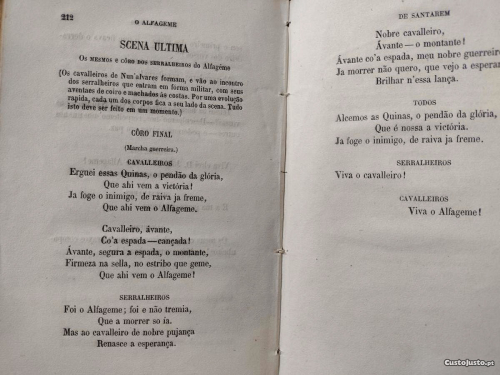 212
O ALFAGEME
SCENA ULTIMA
OS MESMOS e CÔRO DOS SERRALHEIROS do Alfagéme
(Os cavalleiros de Nun'alvares formam, e vão ao incontro
dos serralheiros que entram em forma militar, com seus
aventaes de coiro e machados ás costas. Por uma evolução
rapida, cada um dos corpos fica a seu lado da scena. Tudo
isto deve ser feito em um momento.)
CÔRO FINAL
(Marcha guerreira.)
CAVALLEIROS
Erguei essas Quinas, o pendão da glória,
Que ahi vem a victória!
Ja foge o inimigo, de raiva ja freme,
Que ahi vem o Alfageme.
Cavalleiro, ávante,
Co'a espada—cançada!
Ávante, segura a espada, o montante,
Firmeza na sella, no estribo que geme,
Que ahi vem o Alfageme!
SERRALHEIROS
Foi o Alfageme; foi e não tremia,
Que a morrer so ia.
Mas ao cavalleiro de nobre pujança
Renasce a esperança.
DE SANTAREM
Nobre cavalleiro,
Ávante—o montante!
Ávante co'a espada, meu nobre guerreiro
Ja morrer não quero, que vejo a esperan
Brilhar n'essa lança.
TODOS
Alcemos as Quinas, o pendão da glória,
Que é nossa a victória.
Ja foge o inimigo, de raiva ja freme.
SERRALHEIROS
Viva o cavalleiro!
CAVALLEIROS
Viva o Alfageme!
CustoJusto.pt